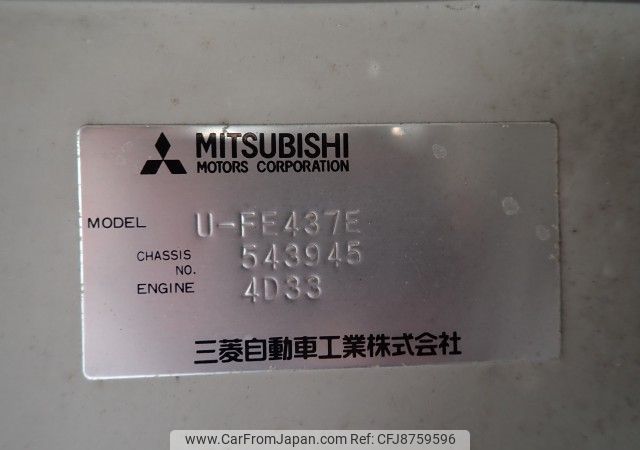 MITSUBISHI
MOTORS CORPORATION
MODEL U-FE437E
CHASSIS NO. 543945
ENGINE 4D33
三菱自動車工業株式会社
www.CarFromJapan.com | CFJ8759596